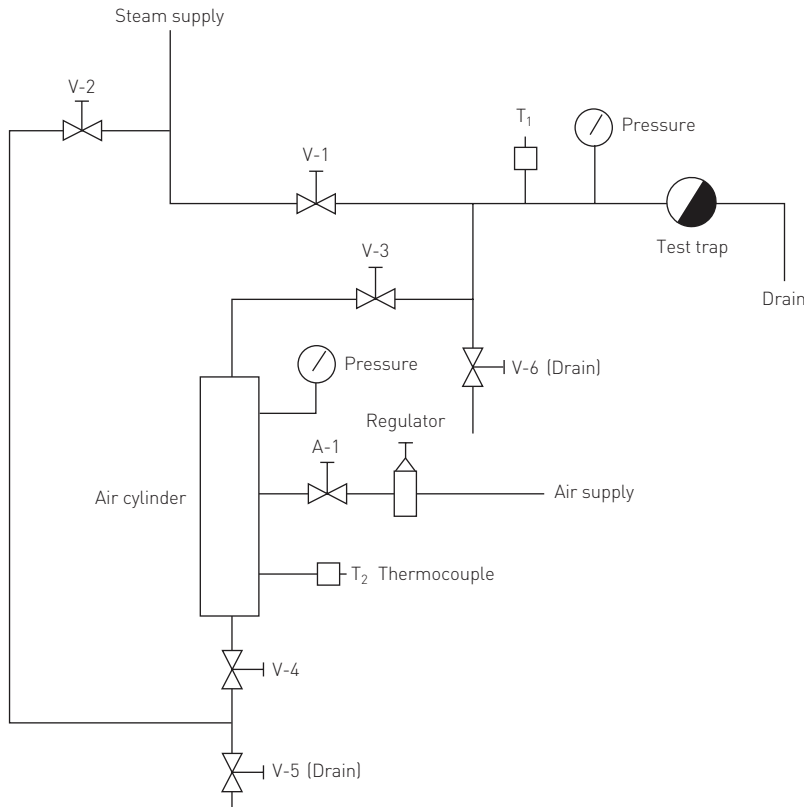 Steam supply
V-2
T₁
Pressure
V-1
Test trap
V-3
Drain
Pressure
V-6 (Drain)
Regulator
A-1
Air cylinder
Air supply
T₂ Thermocouple
V-4
V-5 (Drain)